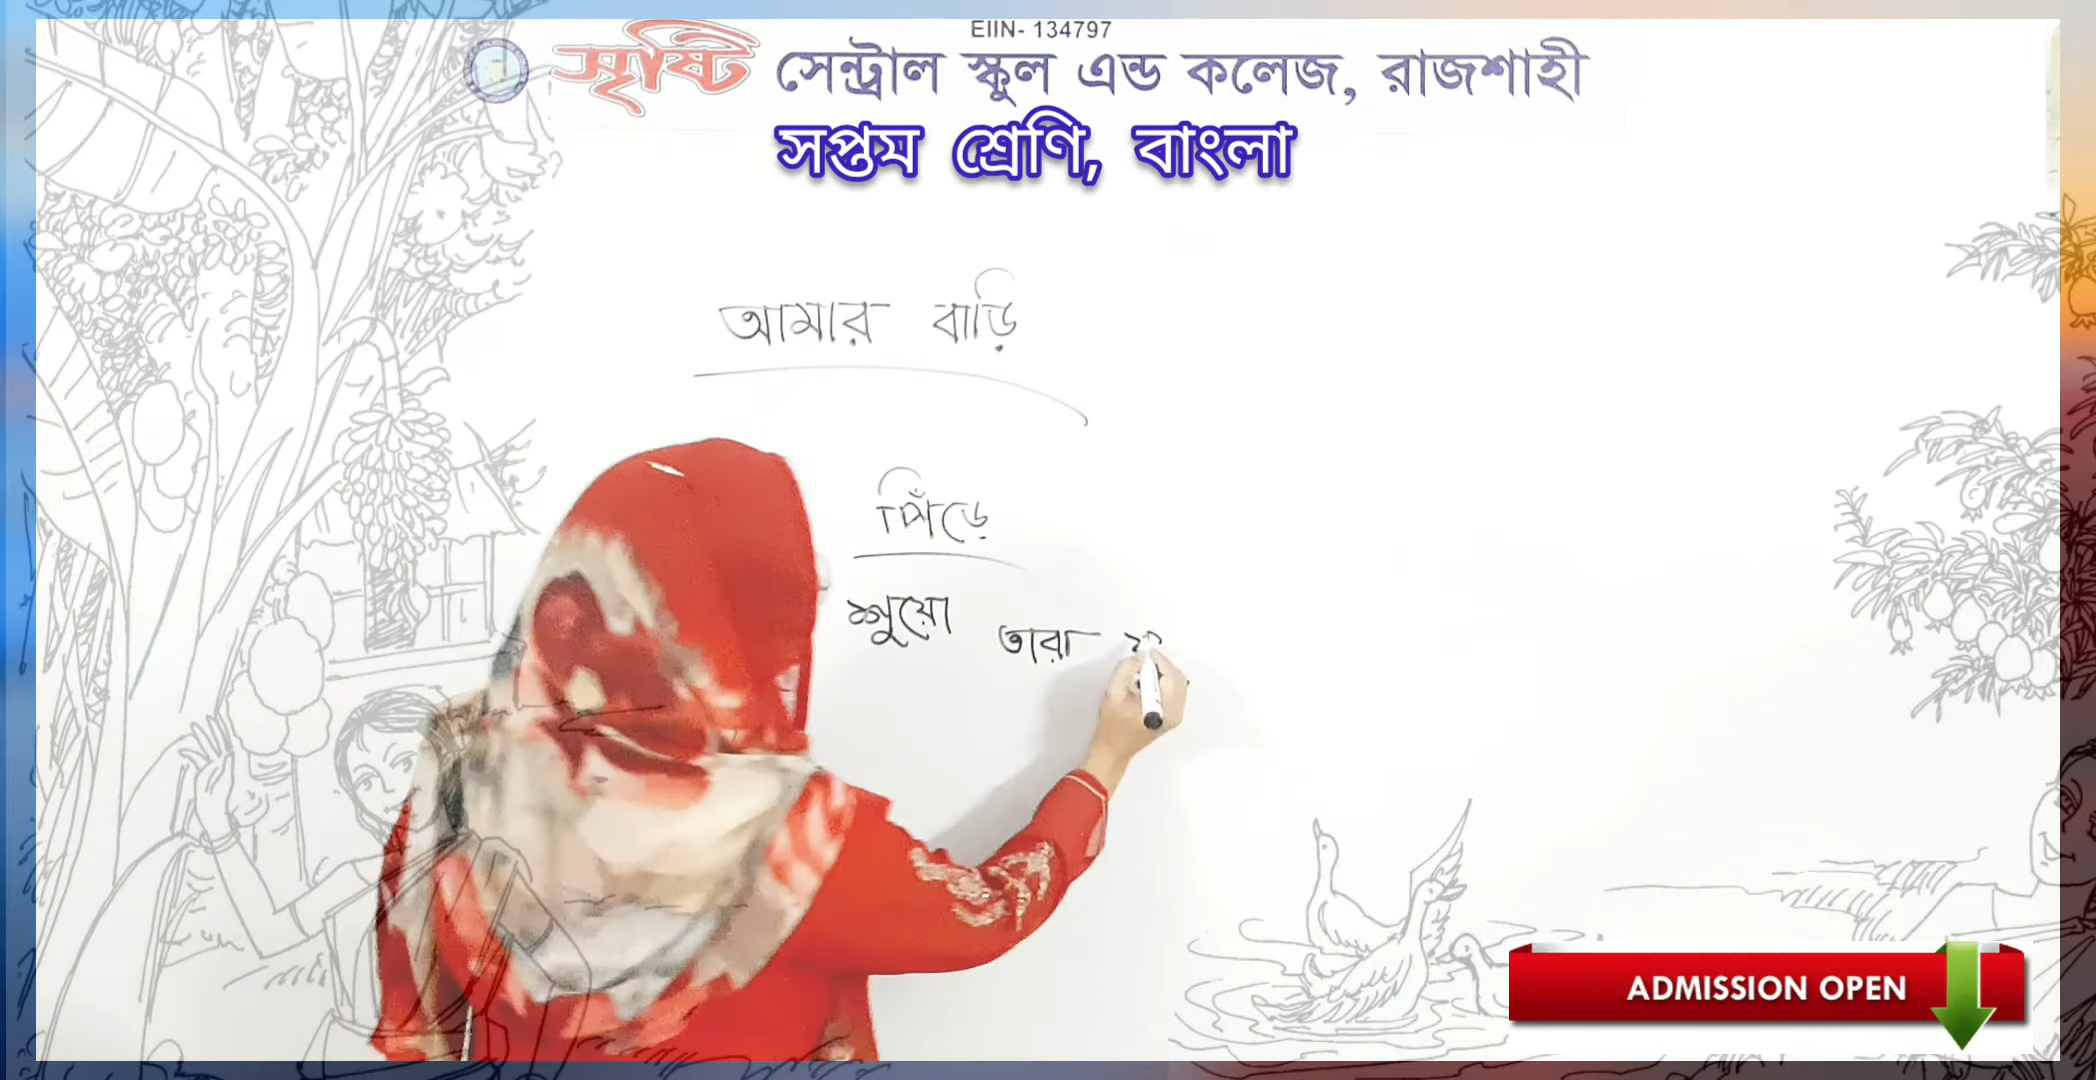 EIIN- 134797
সৃষ্টি সেন্ট্রাল স্কুল এন্ড কলেজ, রাজশাহী
সপ্তম শ্রেণি, বাংলা
আমার বাড়ি
পিঁড়ে
শুয়ো
তারা
ADMISSION OPEN